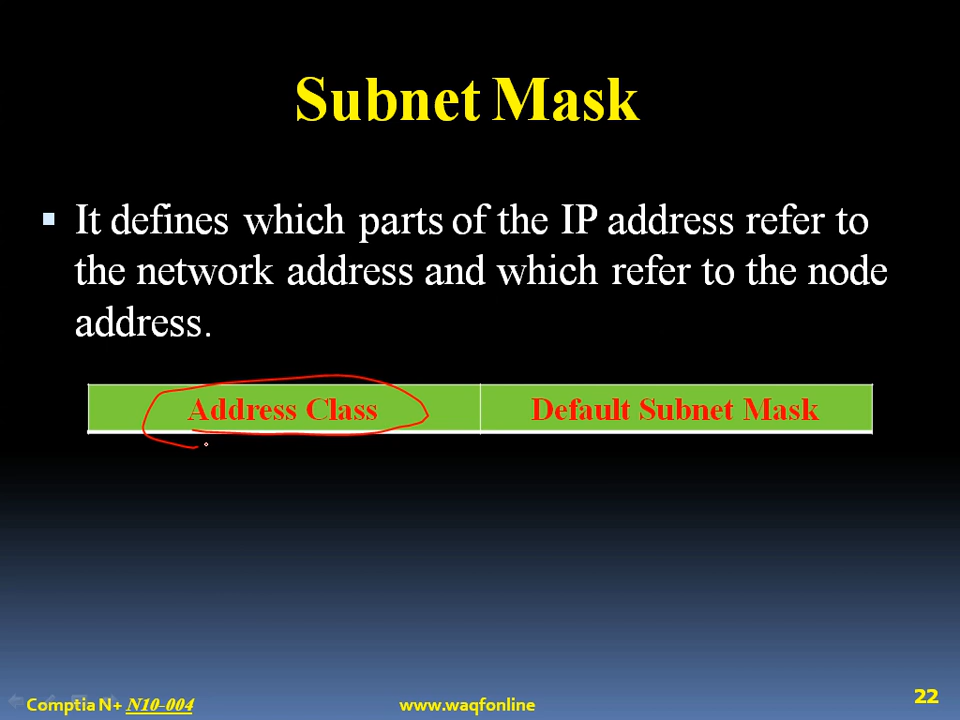 Subnet Mask
It defines which parts of the IP address refer to
the network address and which refer to the node
address.
Address Class Default Subnet Mask
Comptia N+ N10-004 www.waqfonline 22